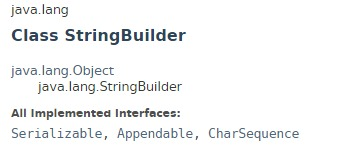 java.lang
Class StringBuilder
java.lang.Object
java.lang.StringBuilder
All Implemented Interfaces:
Serializable, Appendable, CharSequence